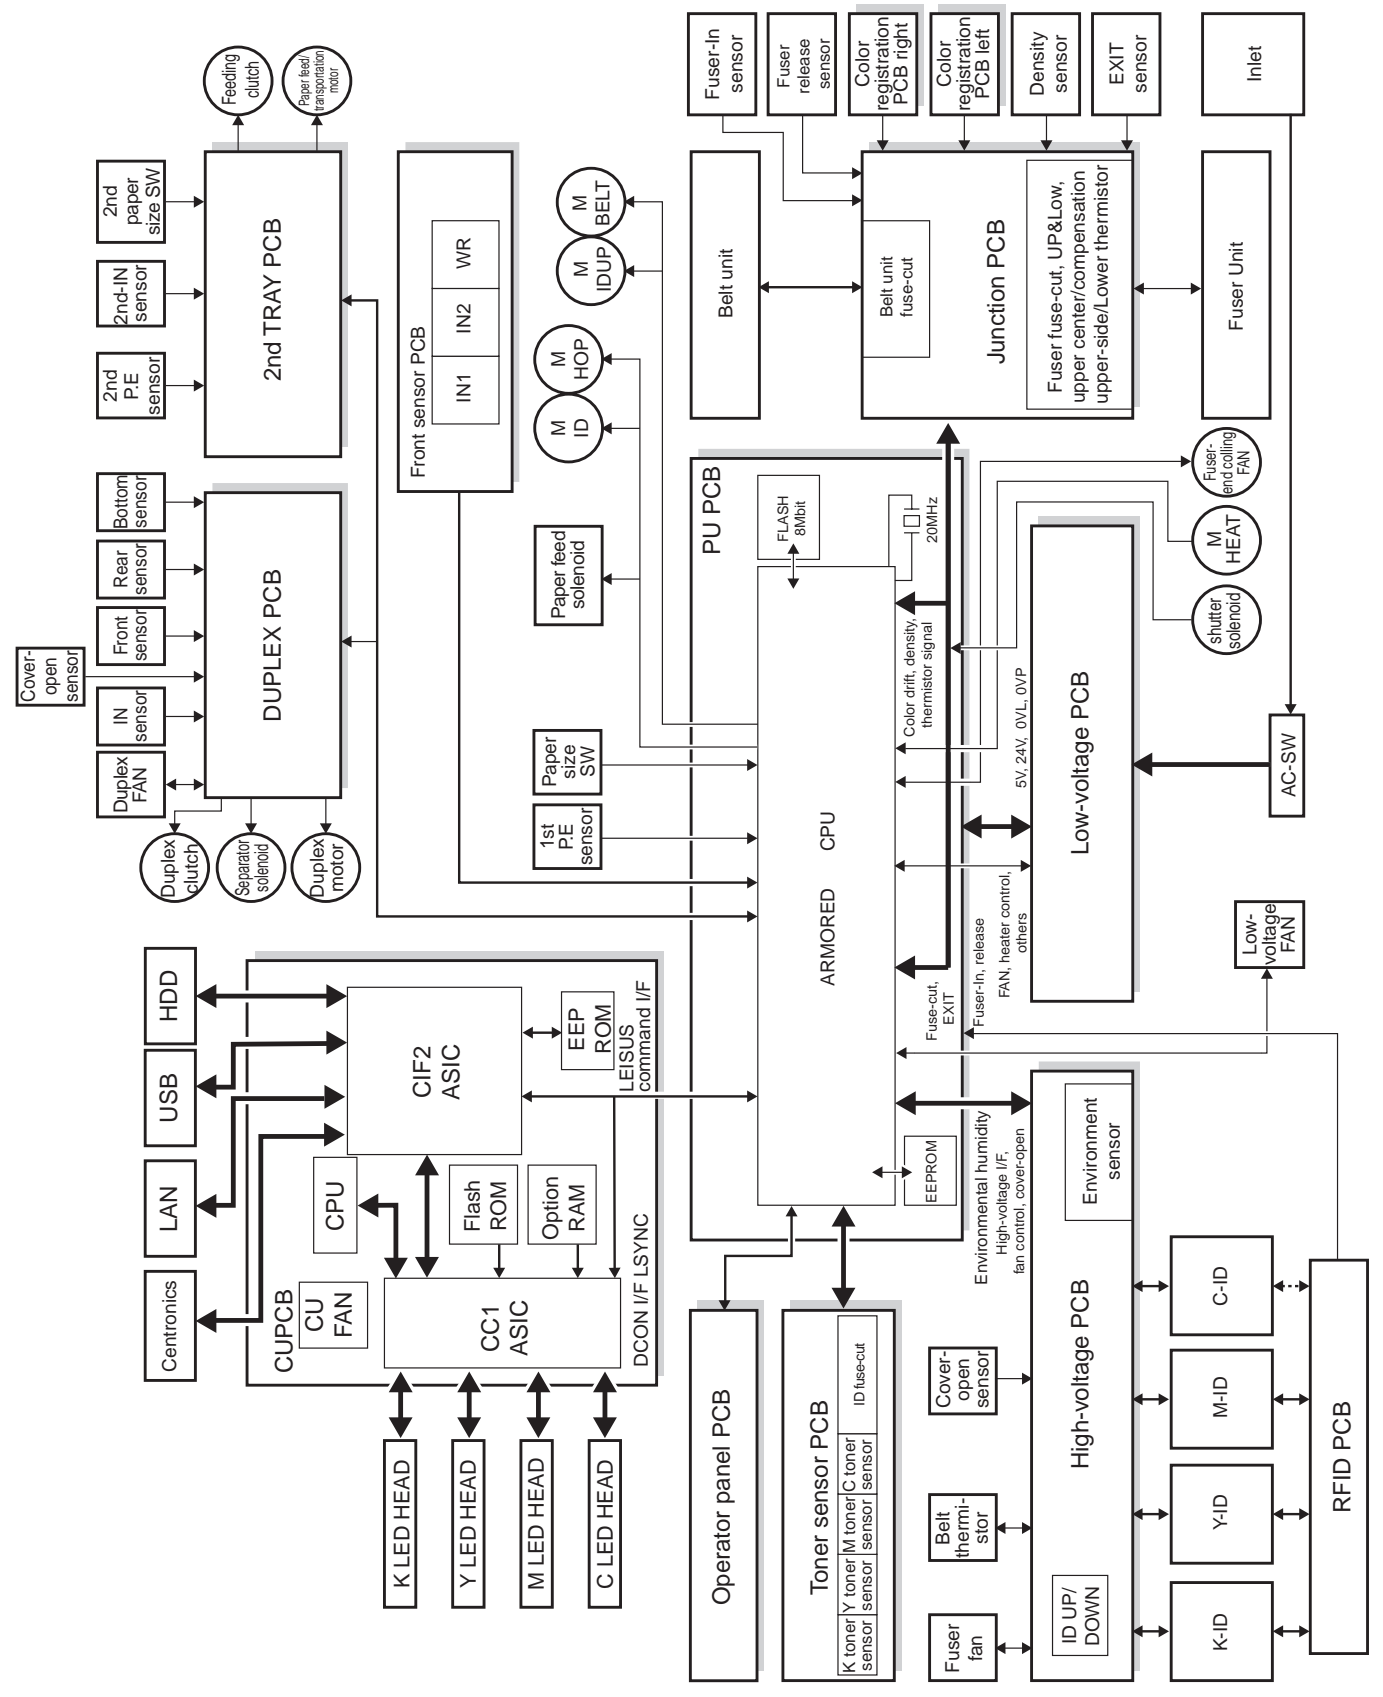 Centronics
LAN
USB
HDD
CUPCB
CU
FAN
CPU
CIF2
ASIC
CC1
ASIC
Flash
ROM
Option
RAM
EEP
ROM
LEISUS
command I/F
DCON I/F LSYNC
K LED HEAD
Y LED HEAD
M LED HEAD
C LED HEAD
Duplex
clutch
Separator
solenoid
Duplex
motor
Duplex
FAN
IN
sensor
Cover-
open
sensor
Front
sensor
Rear
sensor
Bottom
sensor
DUPLEX PCB
2nd
P.E
sensor
2nd-IN
sensor
2nd
paper
size SW
2nd TRAY PCB
Feeding
clutch
Paper feed/
transportation
motor
Front sensor PCB
IN1
IN2
WR
1st
P.E
sensor
Paper
size
SW
Paper feed
solenoid
M
ID
M
HOP
M
IDUP
M
BELT
Operator panel PCB
Toner sensor PCB
K toner
sensor
Y toner
sensor
M toner
sensor
C toner
sensor
ID fuse-cut
PU PCB
ARMORED CPU
EEPROM
FLASH
8Mbit
20MHz
Fuse-cut,
EXIT
Color drift, density,
thermistor signal
Environmental humidity
High-voltage I/F,
fan control, cover-open
Fuser-In, release
FAN, heater control,
others
5V, 24V, 0VL, 0VP
Belt unit
Belt unit
fuse-cut
Junction PCB
Fuser fuse-cut, UP&Low,
upper center/compensation
upper-side/Lower thermistor
Fuser-In
sensor
Fuser
release
sensor
Color
registration
PCB right
Color
registration
PCB left
Density
sensor
EXIT
sensor
Inlet
Fuser Unit
Fuser
fan
Belt
thermi-
stor
Cover-
open
sensor
High-voltage PCB
ID UP/
DOWN
Environment
sensor
Low-voltage PCB
shutter
solenoid
M
HEAT
Fuser-
end colling
FAN
Low-
voltage
FAN
AC-SW
K-ID
Y-ID
M-ID
C-ID
RFID PCB